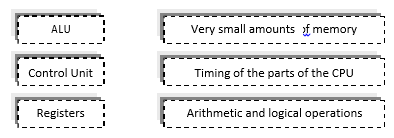 ALU Very small amounts of memory
Control Unit Timing of the parts of the CPU
Registers Arithmetic and logical operations